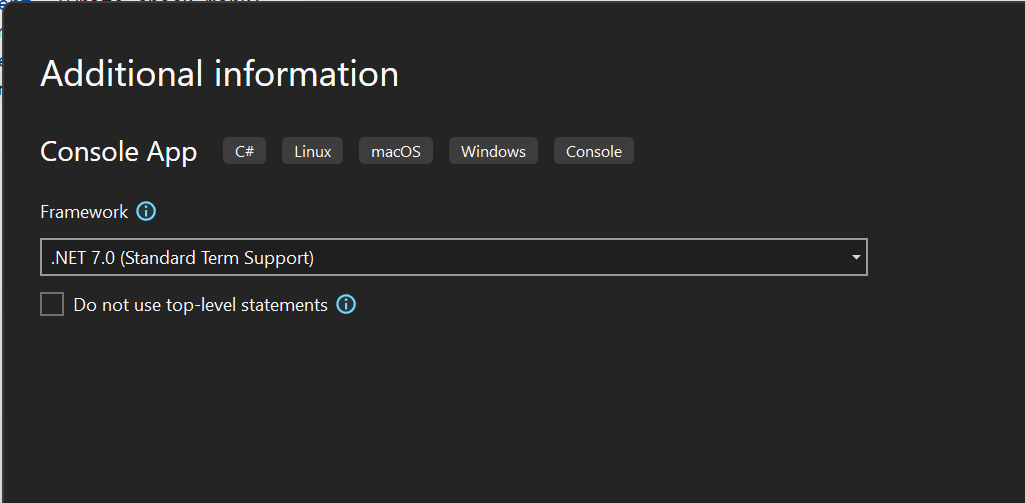 Additional information
Console App C# Linux macOS Windows Console
Framework
.NET 7.0 (Standard Term Support)
Do not use top-level statements